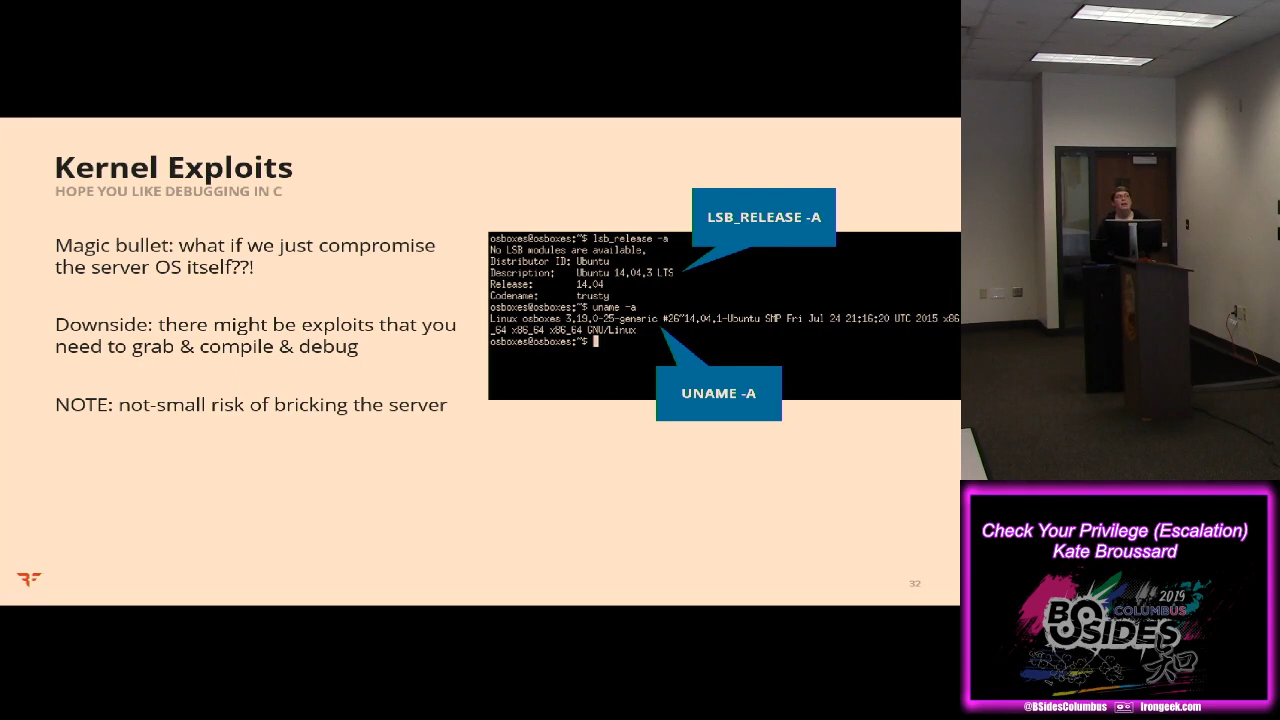 Kernel Exploits
HOPE YOU LIKE DEBUGGING IN C
Magic bullet: what if we just compromise
the server OS itself??!
Downside: there might be exploits that you
need to grab & compile & debug
NOTE: not-small risk of bricking the server
LSB_RELEASE -A
osboxes@osboxes:~$ lsb_release -a
No LSB modules are available.
Distributor ID: Ubuntu
Description: Ubuntu 14.04.3 LTS
Release: 14.04
Codename: trusty
osboxes@osboxes:~$ uname -a
Linux osboxes 3.19.0-25-generic #26~14.04.1-Ubuntu SMP Fri Jul 24 21:16:20 UTC 2015 x86
_64 x86_64 x86_64 GNU/Linux
osboxes@osboxes:~$
UNAME -A
32
Check Your Privilege (Escalation)
Kate Broussard
2019
COLUMBUS
BSIDES
@BSidesColumbus
Irongeek.com